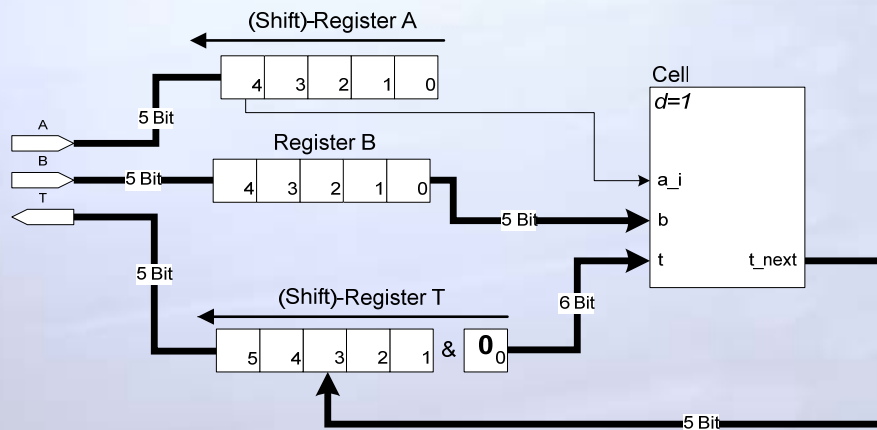 (Shift)-Register A
4 3 2 1 0
Cell
d=1
A
5 Bit
Register B
B
5 Bit
4 3 2 1 0
a_i
T
5 Bit
b
5 Bit
t
t_next
(Shift)-Register T
6 Bit
5 4 3 2 1 & 0 0
5 Bit